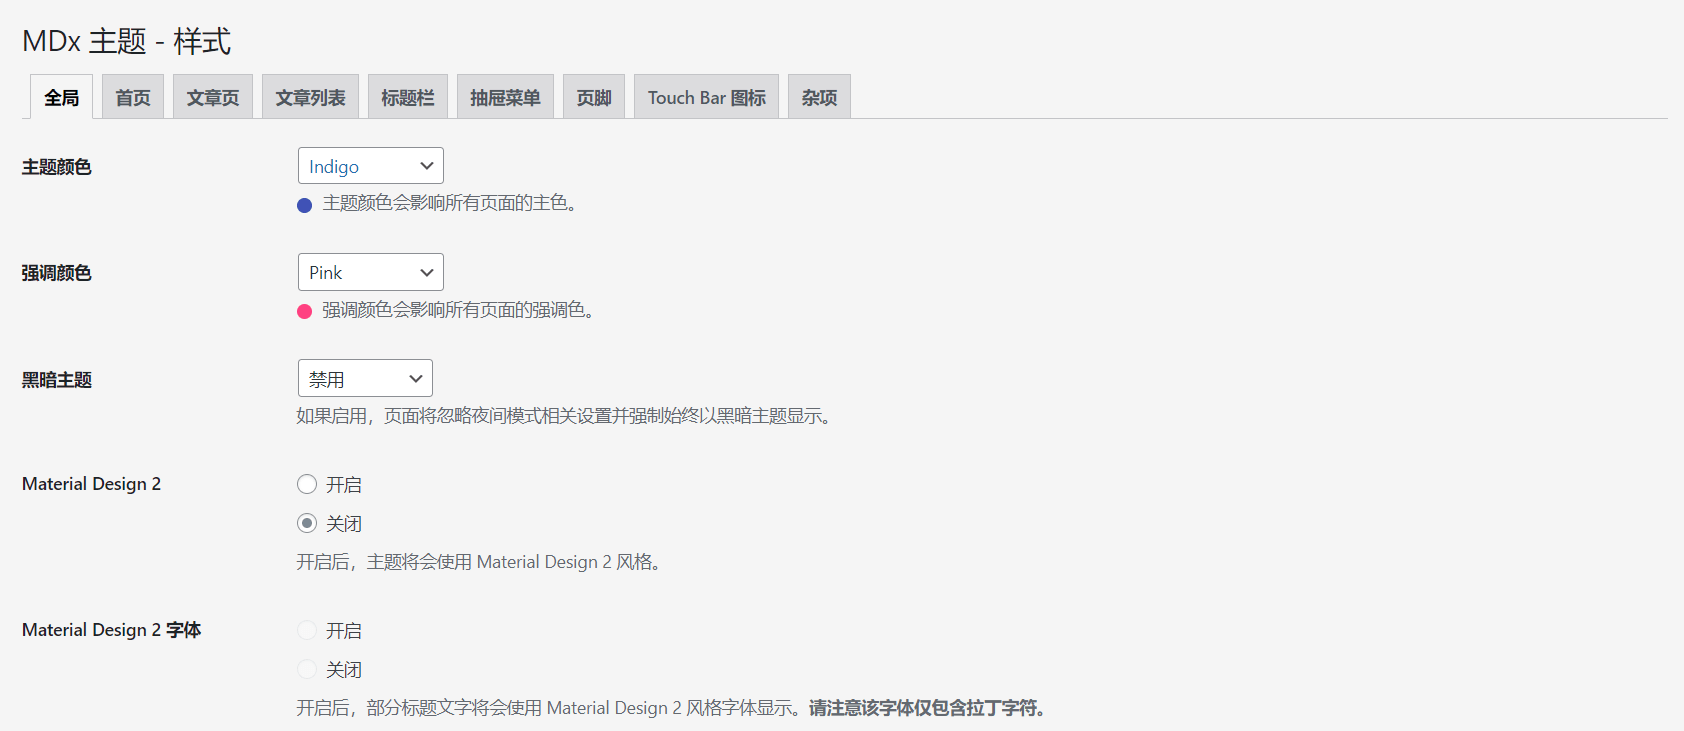 MDx 主题 - 样式
全局 首页 文章页 文章列表 标题栏 抽屉菜单 页脚 Touch Bar 图标 杂项
主题颜色 Indigo
主题颜色会影响所有页面的主色。
强调颜色 Pink
强调颜色会影响所有页面的强调色。
黑暗主题 禁用
如果启用，页面将忽略夜间模式相关设置并强制始终以黑暗主题显示。
Material Design 2 开启
关闭
开启后，主题将会使用 Material Design 2 风格。
Material Design 2 字体 开启
关闭
开启后，部分标题文字将会使用 Material Design 2 风格字体显示。请注意该字体仅包含拉丁字符。